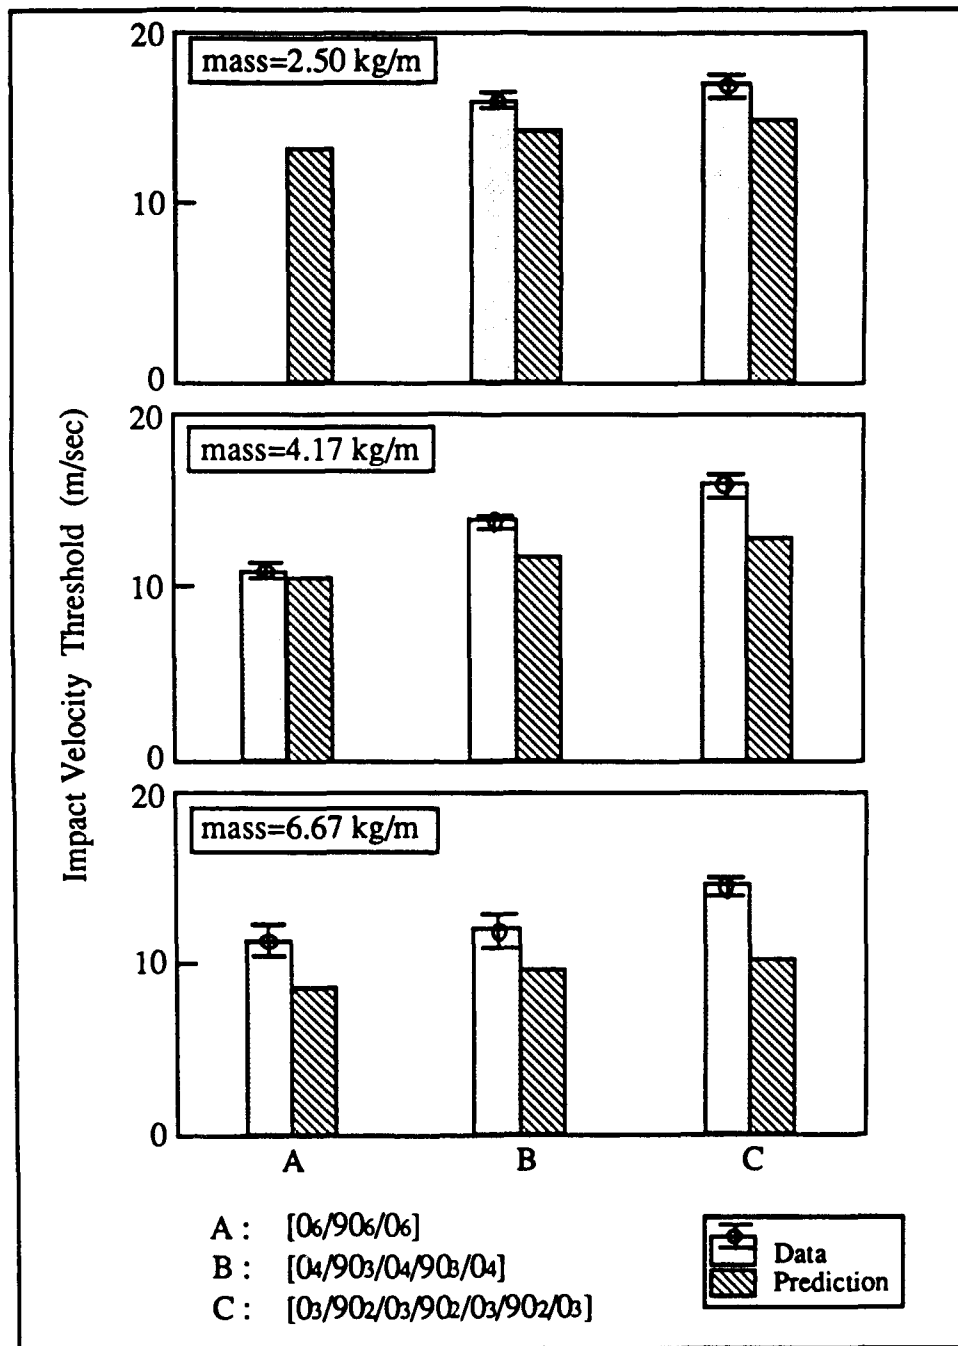 20
mass=2.50 kg/m
10
0
Impact Velocity Threshold (m/sec)
20
mass=4.17 kg/m
10
0
20
mass=6.67 kg/m
10
0
A B C
A : [0₆/90₆/0₆]
B : [0₄/90₃/0₄/90₃/0₄]
C : [0₃/90₂/0₃/90₂/0₃/90₂/0₃]
Data
Prediction